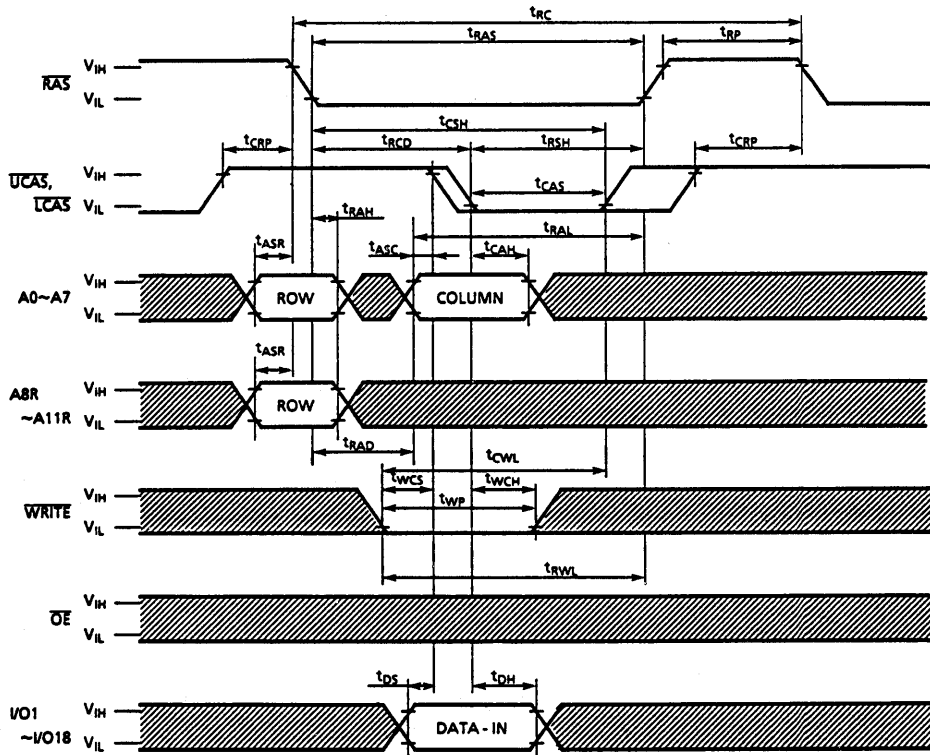 tRC
tRAS tRP
RAS VIH
VIL
tCSH
tCRP tRCD tRSH tCRP
UCAS, VIH
LCAS VIL
tCAS
tRAH tRAL
tASR tASC tCAH
A0~A7 VIH
VIL
ROW COLUMN
tASR
A8R VIH
~A11R VIL
ROW
tRAD tCWL
tWCS tWCH
WRITE VIH
VIL
tWP
tRWL
OE VIH
VIL
tDS tDH
I/O1 VIH
~I/O18 VIL
DATA - IN